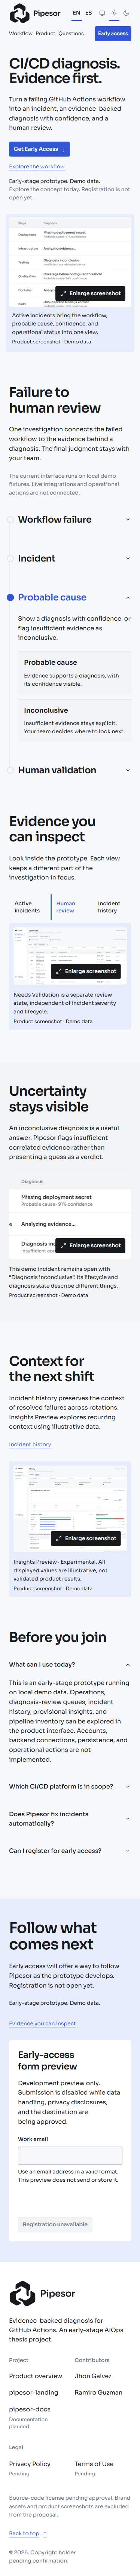 Pipesor
EN ES
Workflow Product Questions
Early access
CI/CD diagnosis.
Evidence first.
Turn a failing GitHub Actions workflow
into an incident, an evidence-backed
diagnosis with confidence, and a
human review.
Get Early Access ↓
Explore the workflow
Early-stage prototype. Demo data.
Explore the concept today. Registration is not
open yet.
Diagnosis
Missing deployment secret
Analyzing evidence...
Enlarge screenshot
Active incidents bring the workflow,
probable cause, confidence, and
operational status into one view.
Product screenshot · Demo data
Failure to
human review
One investigation connects the failed
workflow to the evidence behind a
diagnosis. The final judgment stays with
your team.
The current interface runs on local demo
fixtures. Live integrations and operational
actions are not connected.
Workflow failure
Incident
Probable cause
Show a diagnosis with confidence, or
flag insufficient evidence as
inconclusive.
Probable cause
Evidence supports a diagnosis, with
its confidence visible.
Inconclusive
Insufficient evidence stays explicit.
Your team decides where to look next.
Human validation
Evidence you
can inspect
Look inside the prototype. Each view
keeps a different part of the
investigation in focus.
Active
incidents
Human
review
Incident
history
Enlarge screenshot
Needs Validation is a separate review
state, independent of incident severity
and lifecycle.
Product screenshot · Demo data
Uncertainty
stays visible
An inconclusive diagnosis is a useful
answer. Pipesor flags insufficient
correlated evidence rather than
presenting a guess as a verdict.
Diagnosis
Missing deployment secret
Probable cause · 97% confidence
Analyzing evidence...
Diagnosis inc
Insufficient corr
Enlarge screenshot
This demo incident remains open with
“Diagnosis inconclusive”. Its lifecycle and
diagnosis state describe different things.
Product screenshot · Demo data
Context for
the next shift
Incident history preserves the context
of resolved failures across rotations.
Insights Preview explores recurring
context using illustrative data.
Incident history
Enlarge screenshot
Insights Preview · Experimental. All
displayed values are illustrative, not
validated product results.
Product screenshot · Demo data
Before you join
What can I use today?
This is an early-stage prototype running
on local demo data. Operations,
diagnosis-review queues, incident
history, provisional insights, and
pipeline inventory can be explored in
the product interface. Accounts,
backend connections, persistence, and
operational actions are not
implemented.
Which CI/CD platform is in scope?
Does Pipesor fix incidents
automatically?
Can I register for early access?
Follow what
comes next
Early access will offer a way to follow
Pipesor as the prototype develops.
Registration is not open yet.
Early-stage prototype. Demo data.
Evidence you can inspect
Early-access
form preview
Development preview only.
Submission is disabled while data
handling, privacy disclosures,
and the destination are
being approved.
Work email
Use an email address in a valid format.
This preview does not send or store it.
Registration unavailable
Pipesor
Evidence-backed diagnosis for
GitHub Actions. An early-stage AIOps
thesis project.
Project
Product overview
pipesor-landing
pipesor-docs
Documentation
planned
Contributors
Jhon Galvez
Ramiro Guzman
Legal
Privacy Policy
Pending
Terms of Use
Pending
Source-code license pending approval. Brand
assets and product screenshots are excluded
from the proposal.
Back to top ↑
© 2026. Copyright holder
pending confirmation.